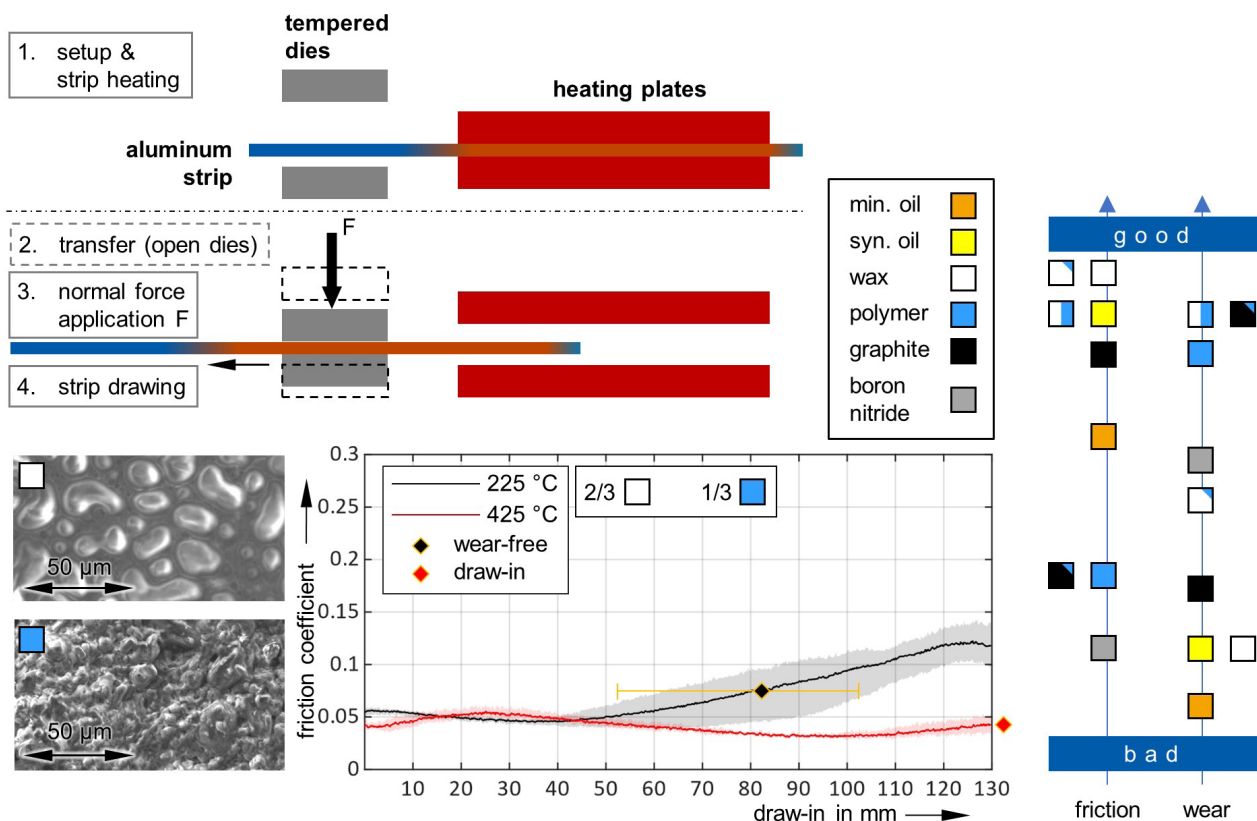 1. setup &
strip heating
tempered
dies
heating plates
aluminum
strip
2. transfer (open dies)
F
3. normal force
application F
4. strip drawing
min. oil
syn. oil
wax
polymer
graphite
boron
nitride
good
bad
friction
wear
50 µm
50 µm
friction coefficient
0.3
0.25
0.2
0.15
0.1
0.05
0
225 °C
425 °C
wear-free
draw-in
2/3
1/3
10 20 30 40 50 60 70 80 90 100 110 120 130
draw-in in mm